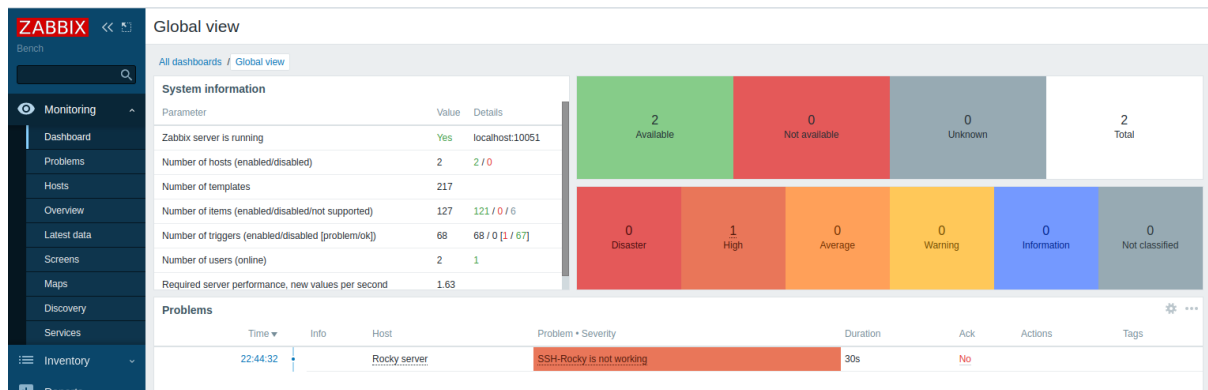 ZABBIX
Bench
Monitoring
Dashboard
Problems
Hosts
Overview
Latest data
Screens
Maps
Discovery
Services
Inventory
Reports
Global view
All dashboards / Global view
System information
Parameter Value Details
Zabbix server is running Yes localhost:10051
Number of hosts (enabled/disabled) 2 2 / 0
Number of templates 217
Number of items (enabled/disabled/not supported) 127 121 / 0 / 6
Number of triggers (enabled/disabled [problem/ok]) 68 68 / 0 [1 / 67]
Number of users (online) 2 1
Required server performance, new values per second 1.63
2 0 0 2
Available Not available Unknown Total
0 1 0 0 0 0
Disaster High Average Warning Information Not classified
Problems
Time Info Host Problem • Severity Duration Ack Actions Tags
22:44:32 Rocky server SSH-Rocky is not working 30s No